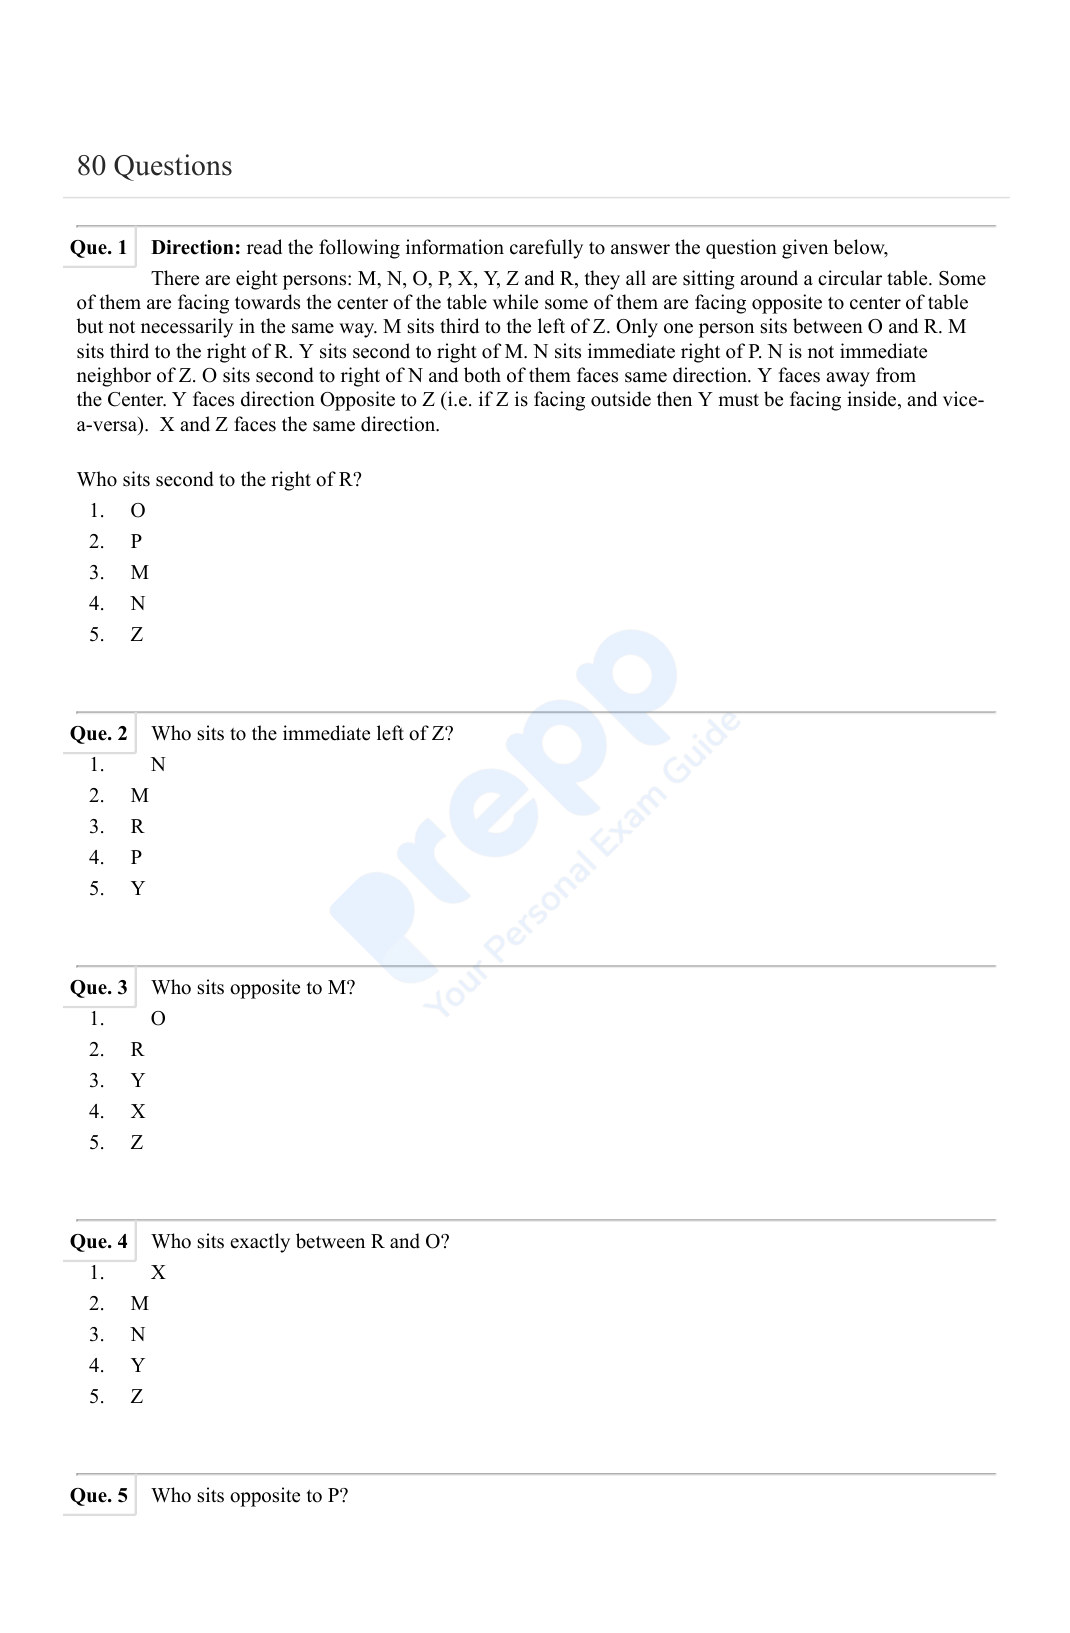 80 Questions
Que. 1 Direction: read the following information carefully to answer the question given below,
There are eight persons: M, N, O, P, X, Y, Z and R, they all are sitting around a circular table. Some
of them are facing towards the center of the table while some of them are facing opposite to center of table
but not necessarily in the same way. M sits third to the left of Z. Only one person sits between O and R. M
sits third to the right of R. Y sits second to right of M. N sits immediate right of P. N is not immediate
neighbor of Z. O sits second to right of N and both of them faces same direction. Y faces away from
the Center. Y faces direction Opposite to Z (i.e. if Z is facing outside then Y must be facing inside, and vice-
a-versa).  X and Z faces the same direction.
Who sits second to the right of R?
1. O
2. P
3. M
4. N
5. Z
Que. 2 Who sits to the immediate left of Z?
1. N
2. M
3. R
4. P
5. Y
Que. 3 Who sits opposite to M?
1. O
2. R
3. Y
4. X
5. Z
Que. 4 Who sits exactly between R and O?
1. X
2. M
3. N
4. Y
5. Z
Que. 5 Who sits opposite to P?
prepp
Your Personal Exam Guide